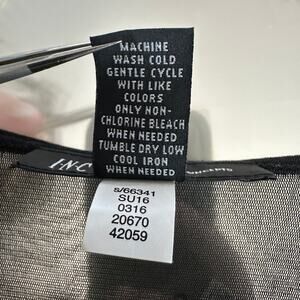 MACHINE
WASH COLD
GENTLE CYCLE
WITH LIKE
COLORS
ONLY NON-
CHLORINE BLEACH
WHEN NEEDED
TUMBLE DRY LOW
COOL IRON
WHEN NEEDED
I·N·C
s/66341
SU16
0316
20670
42059